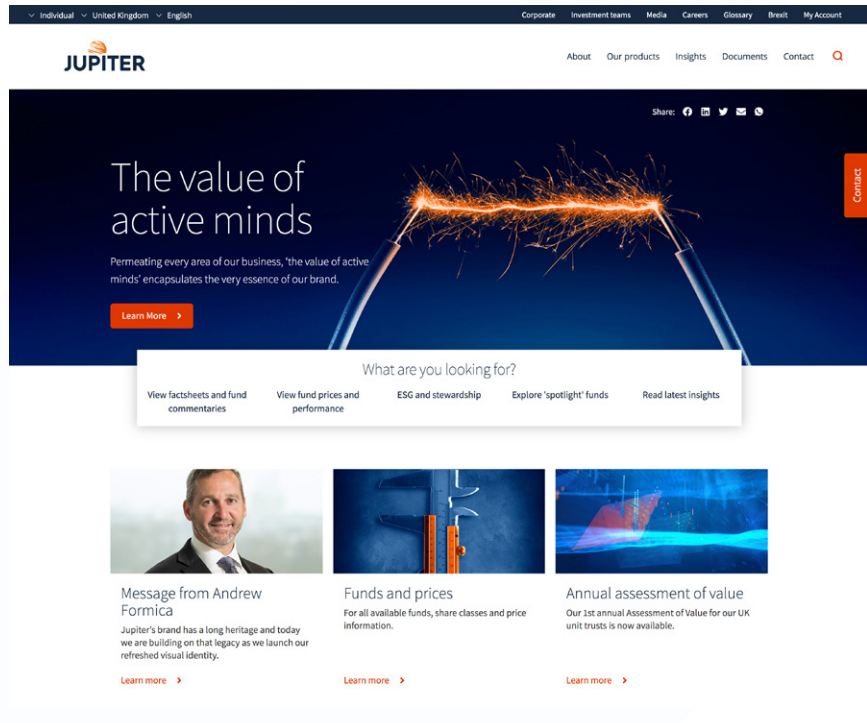 Individual United Kingdom English Corporate Investment teams Media Careers Glossary Brexit My Account
JUPITER
About Our products Insights Documents Contact
Share:
Contact
The value of
active minds
Permeating every area of our business, 'the value of active
minds' encapsulates the very essence of our brand.
Learn More
What are you looking for?
View factsheets and fund
commentaries
View fund prices and
performance
ESG and stewardship
Explore 'spotlight' funds
Read latest insights
Message from Andrew
Formica
Jupiter's brand has a long heritage and today
we are building on that legacy as we launch our
refreshed visual identity.
Learn more
Funds and prices
For all available funds, share classes and price
information.
Learn more
Annual assessment of value
Our 1st annual Assessment of Value for our UK
unit trusts is now available.
Learn more